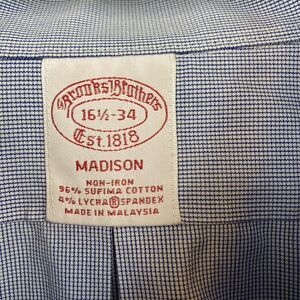 Brooks Brothers
16½-34
Est. 1818
MADISON
NON-IRON
96% SUPIMA COTTON
4% LYCRA® SPANDEX
MADE IN MALAYSIA